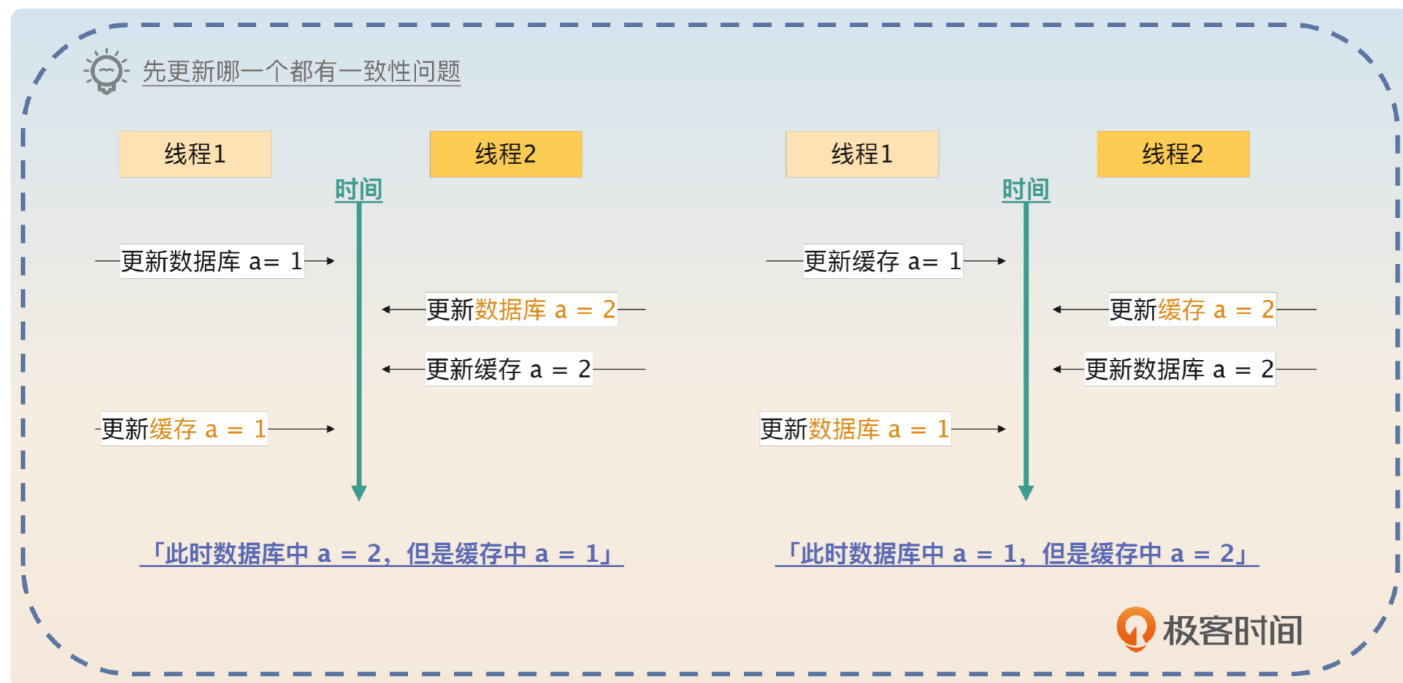 先更新哪一个都有一致性问题
线程1
线程2
时间
更新数据库 a= 1
更新数据库 a = 2
更新缓存 a = 2
更新缓存 a = 1
「此时数据库中 a = 2，但是缓存中 a = 1」
线程1
线程2
时间
更新缓存 a= 1
更新缓存 a = 2
更新数据库 a = 2
更新数据库 a = 1
「此时数据库中 a = 1，但是缓存中 a = 2」
极客时间